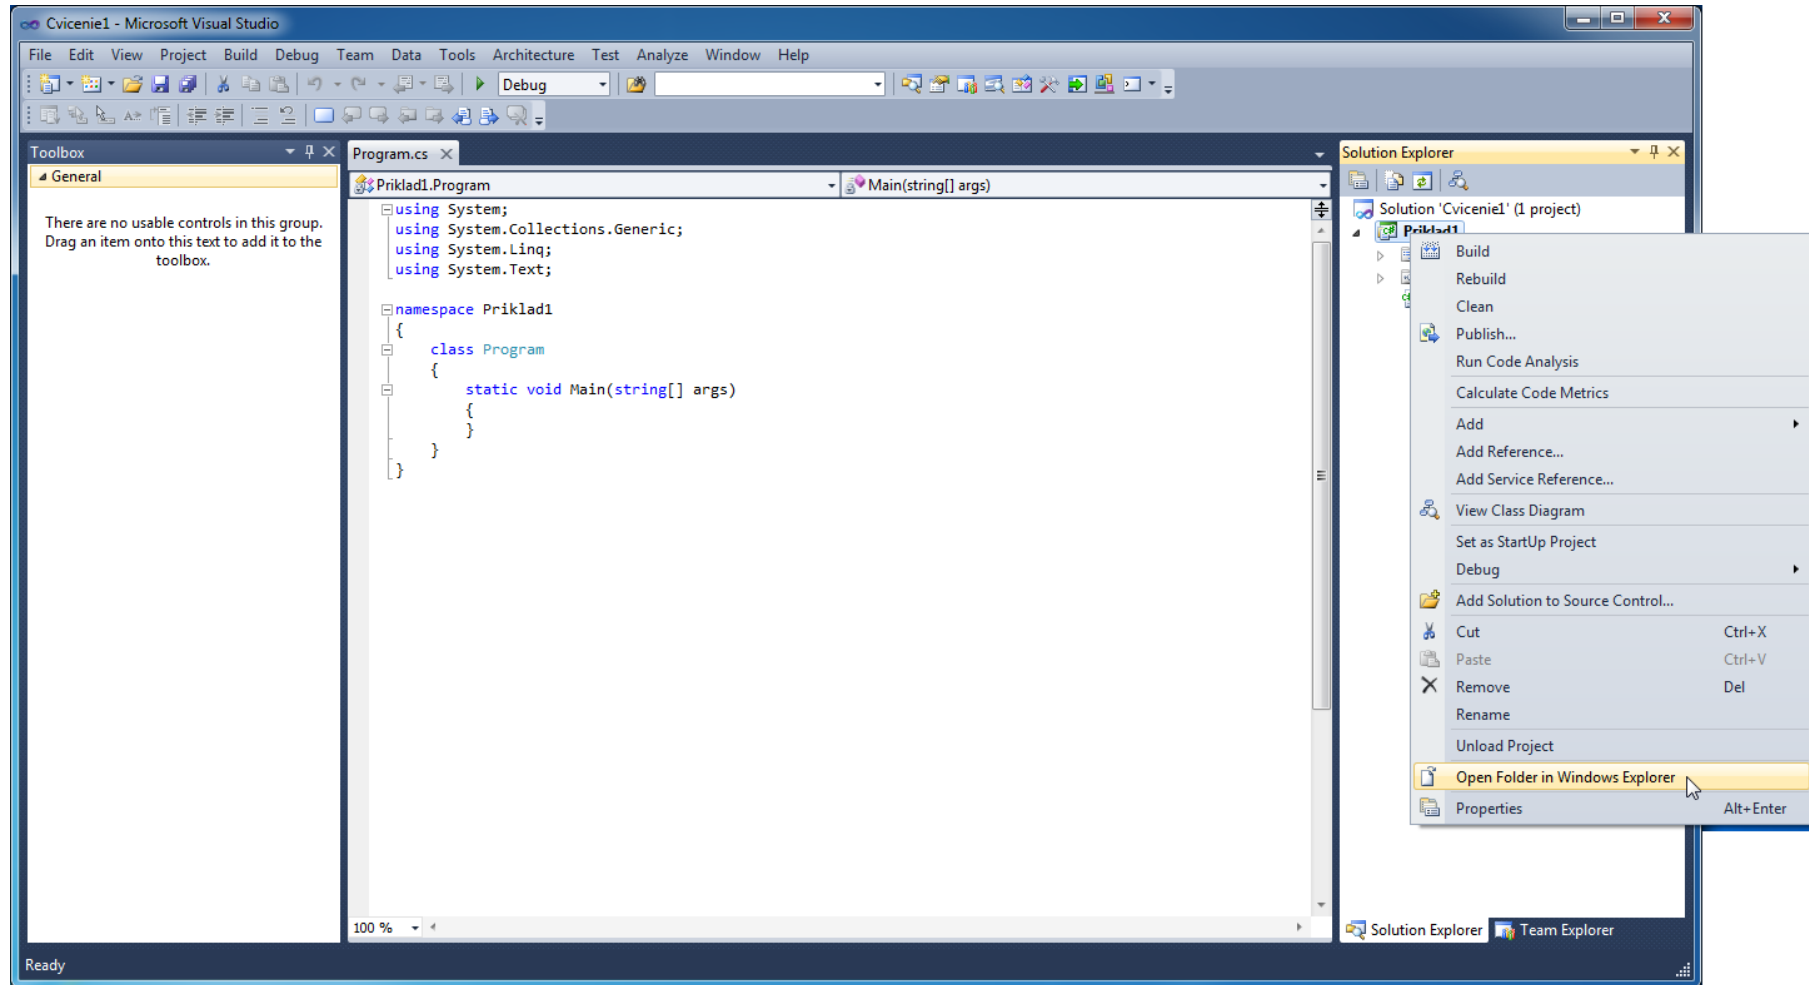 Cvicenie1 - Microsoft Visual Studio
File Edit View Project Build Debug Team Data Tools Architecture Test Analyze Window Help
Debug
Toolbox
General
There are no usable controls in this group.
Drag an item onto this text to add it to the
toolbox.
Program.cs
Priklad1.Program
Main(string[] args)
using System;
using System.Collections.Generic;
using System.Linq;
using System.Text;
namespace Priklad1
{
class Program
{
static void Main(string[] args)
{
}
}
}
100 %
Solution Explorer
Solution 'Cvicenie1' (1 project)
Priklad1
Build
Rebuild
Clean
Publish...
Run Code Analysis
Calculate Code Metrics
Add
Add Reference...
Add Service Reference...
View Class Diagram
Set as StartUp Project
Debug
Add Solution to Source Control...
Cut Ctrl+X
Paste Ctrl+V
Remove Del
Rename
Unload Project
Open Folder in Windows Explorer
Properties Alt+Enter
Solution Explorer
Team Explorer
Ready